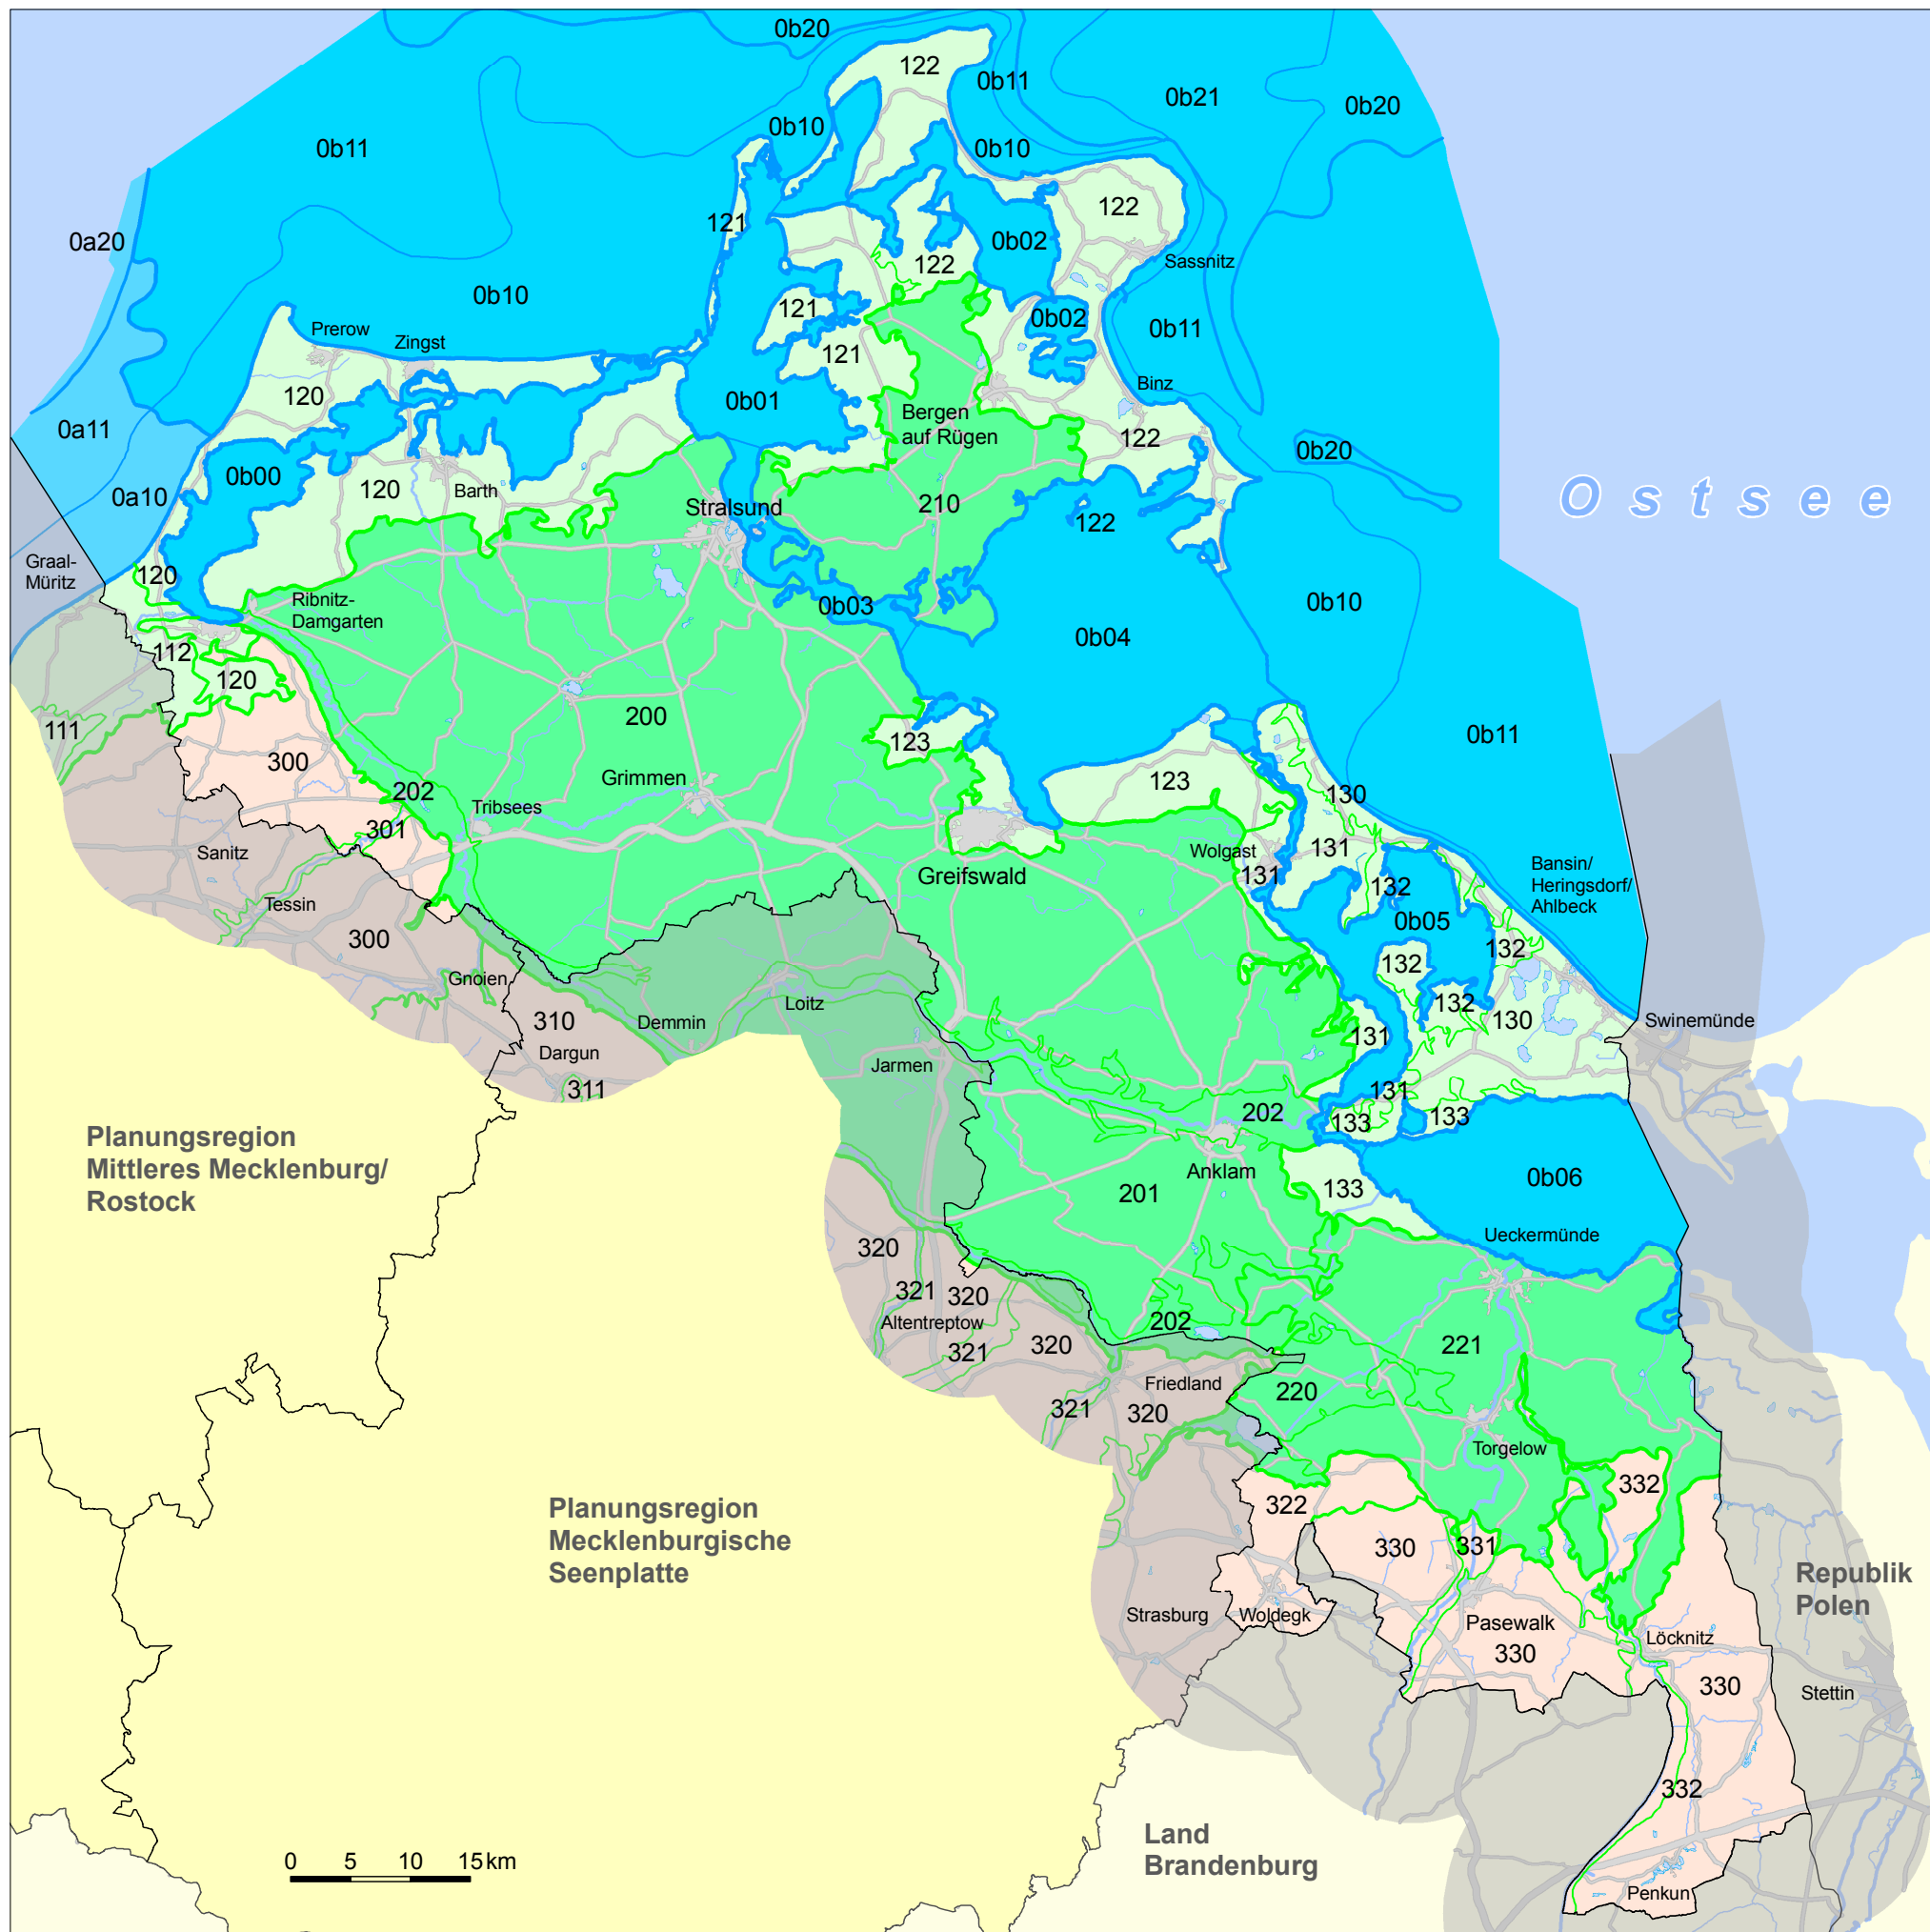 0b20
122
0b11
0b21
0b20
0b10
0b11
0b10
122
121
0a20
0b02
122
Sassnitz
0b10
121
0b02
0b11
Prerow
Zingst
121
Binz
120
0b01
Bergen
auf Rügen
0a11
122
0b20
0b00
120
Barth
0a10
Ostsee
Stralsund
210
122
Graal-
Müritz
120
Ribnitz-
Damgarten
0b03
0b10
0b04
112
120
200
111
123
0b11
300
Grimmen
123
202
Tribsees
130
301
Sanitz
Wolgast
131
131
Greifswald
132
Bansin/
Heringsdorf/
Ahlbeck
Tessin
0b05
300
132
132
Gnoien
132
Loitz
310
Demmin
130
Swinemünde
131
Dargun
Jarmen
311
131
202
133
133
Planungsregion
Mittleres Mecklenburg/
Rostock
Anklam
0b06
201
133
Ueckermünde
320
321
320
Altentreptow
202
321
320
221
Friedland
220
321
320
Torgelow
332
322
Planungsregion
Mecklenburgische
Seenplatte
330
331
Republik
Polen
Strasburg
Woldegk
Pasewalk
330
Löcknitz
330
Stettin
332
Land
Brandenburg
0 5 10 15 km
Penkun